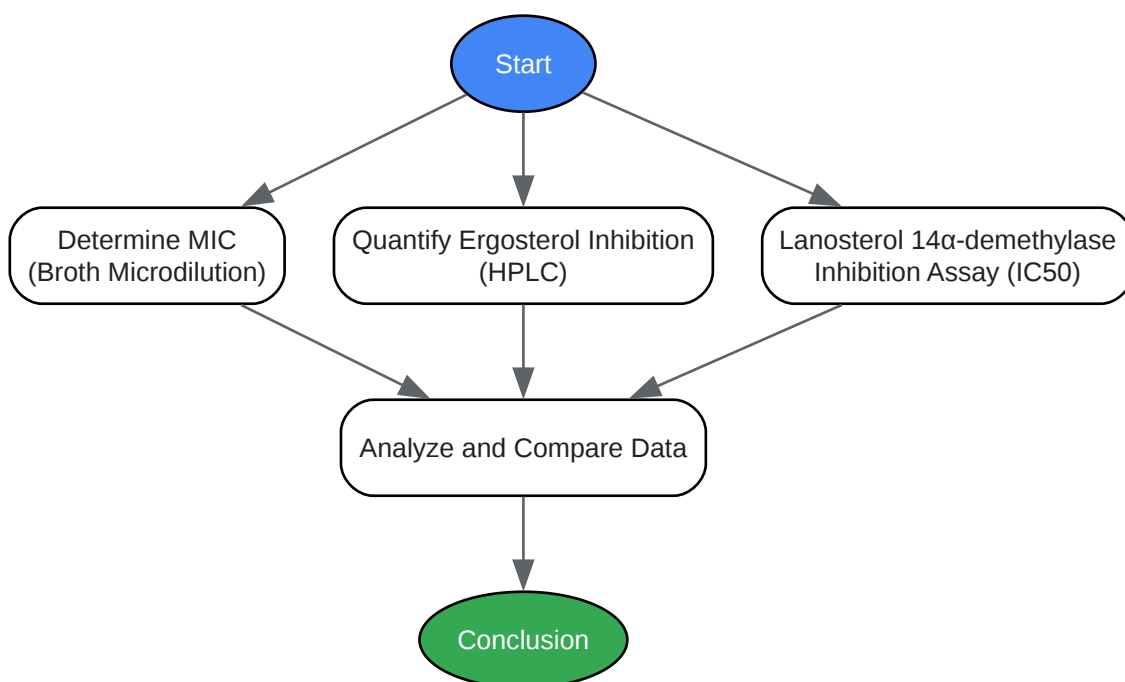 Start
Determine MIC
(Broth Microdilution)
Quantify Ergosterol Inhibition
(HPLC)
Lanosterol 14α-demethylase
Inhibition Assay (IC50)
Analyze and Compare Data
Conclusion